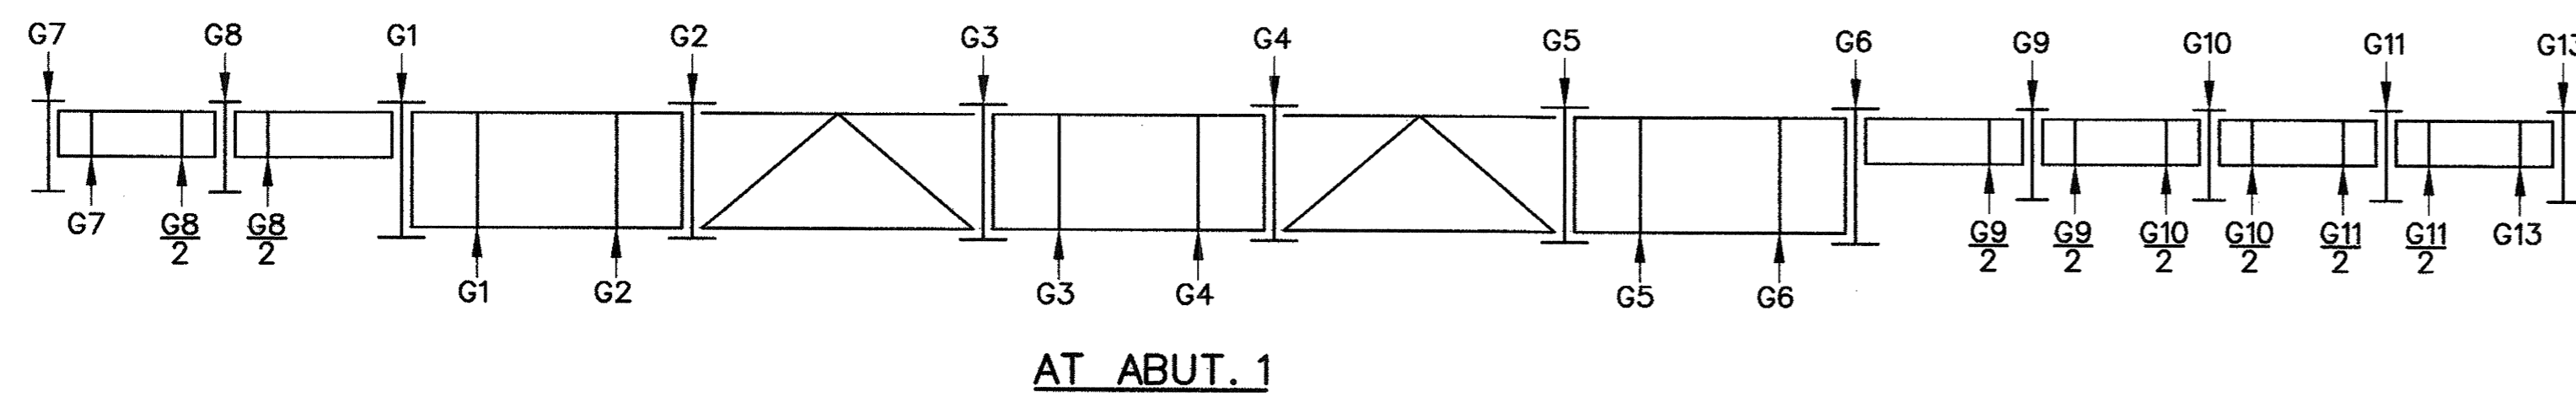 G7 G8 G1 G2 G3 G4 G5 G6 G9 G10 G11 G13
G7 G8/2 G8/2 G1 G2 G3 G4 G5 G6 G9/2 G9/2 G10/2 G10/2 G11/2 G11/2 G13
AT ABUT. 1